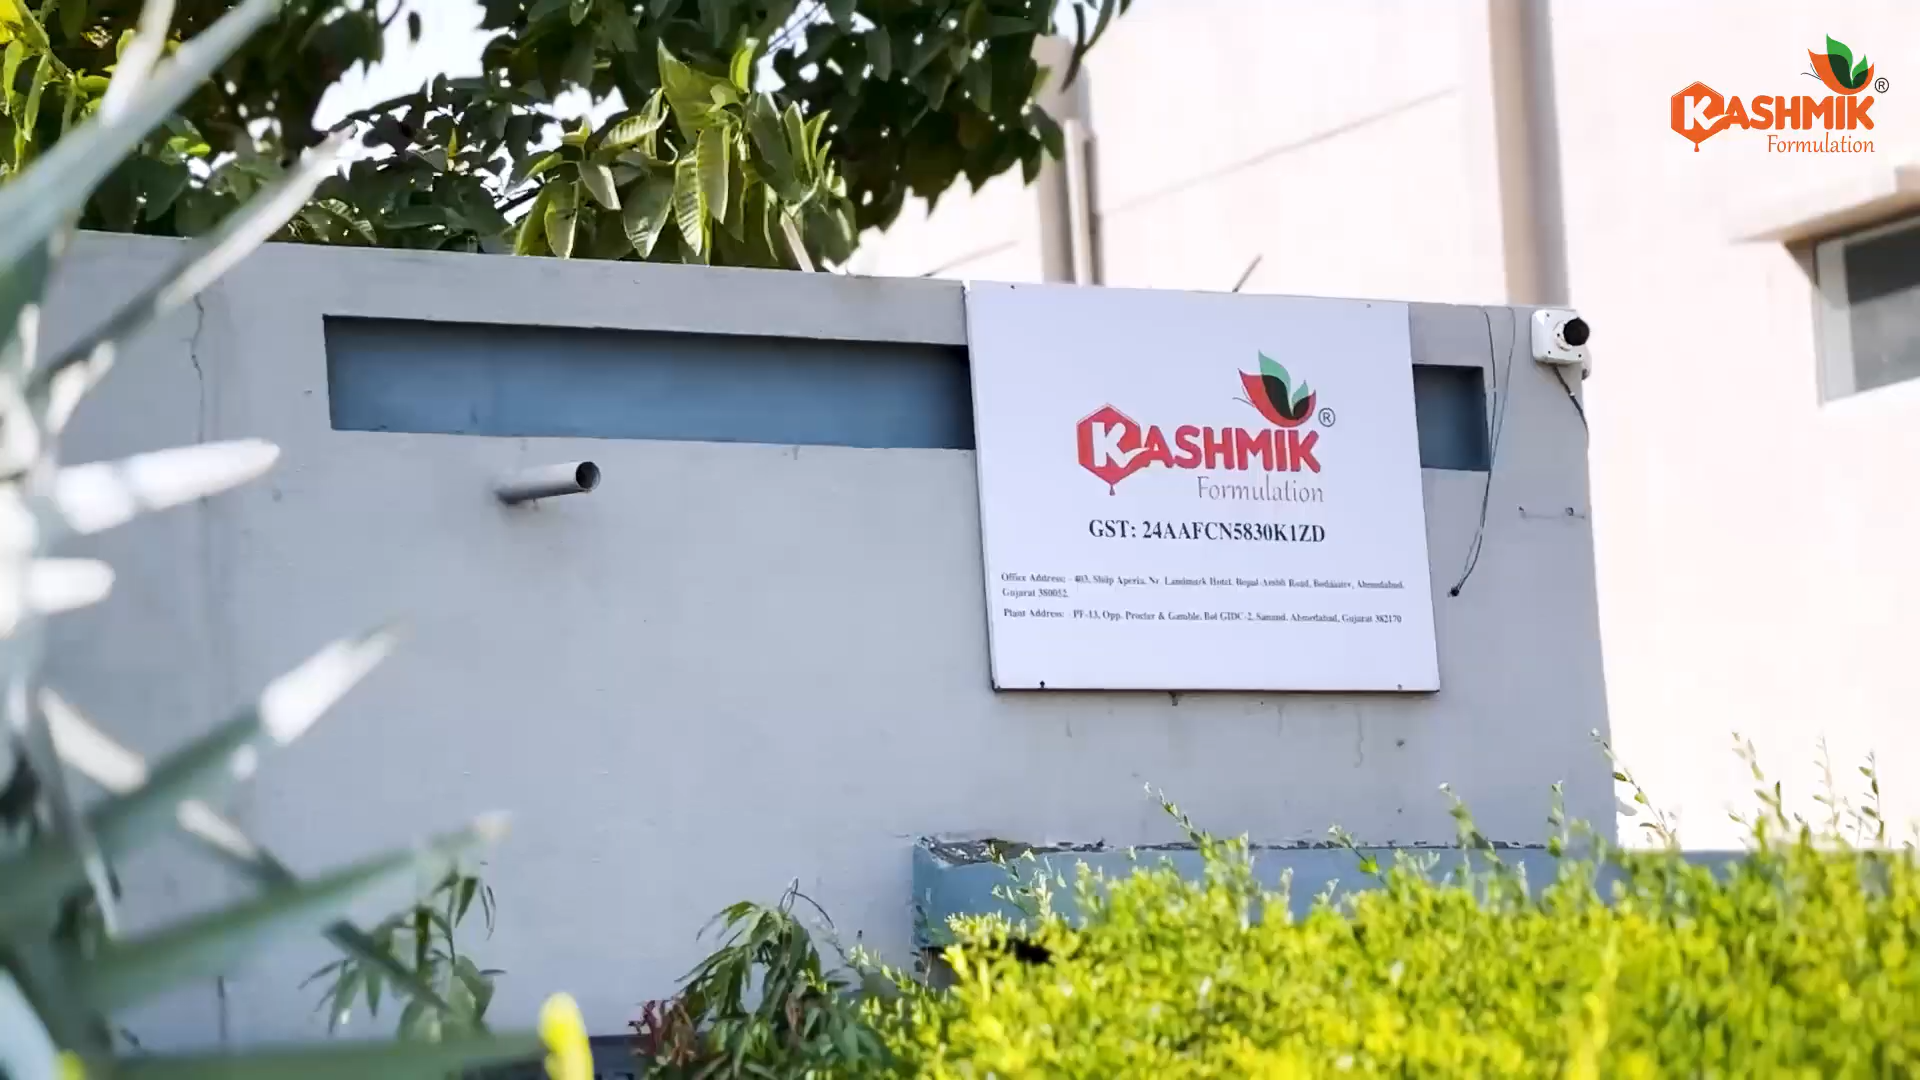 KASHMIK®
Formulation
KASHMIK®
Formulation
GST: 24AAFCN5830K1ZD
Office Address: - 403, Shilp Aperia, Nr. Landmark Hotel, Bopal-Ambli Road, Ahmedabad,
Gujarat 380052.
Plant Address: - PF-13, Opp. Procter & Gamble, Bol GIDC-2, Sanand, Ahmedabad, Gujarat 382170